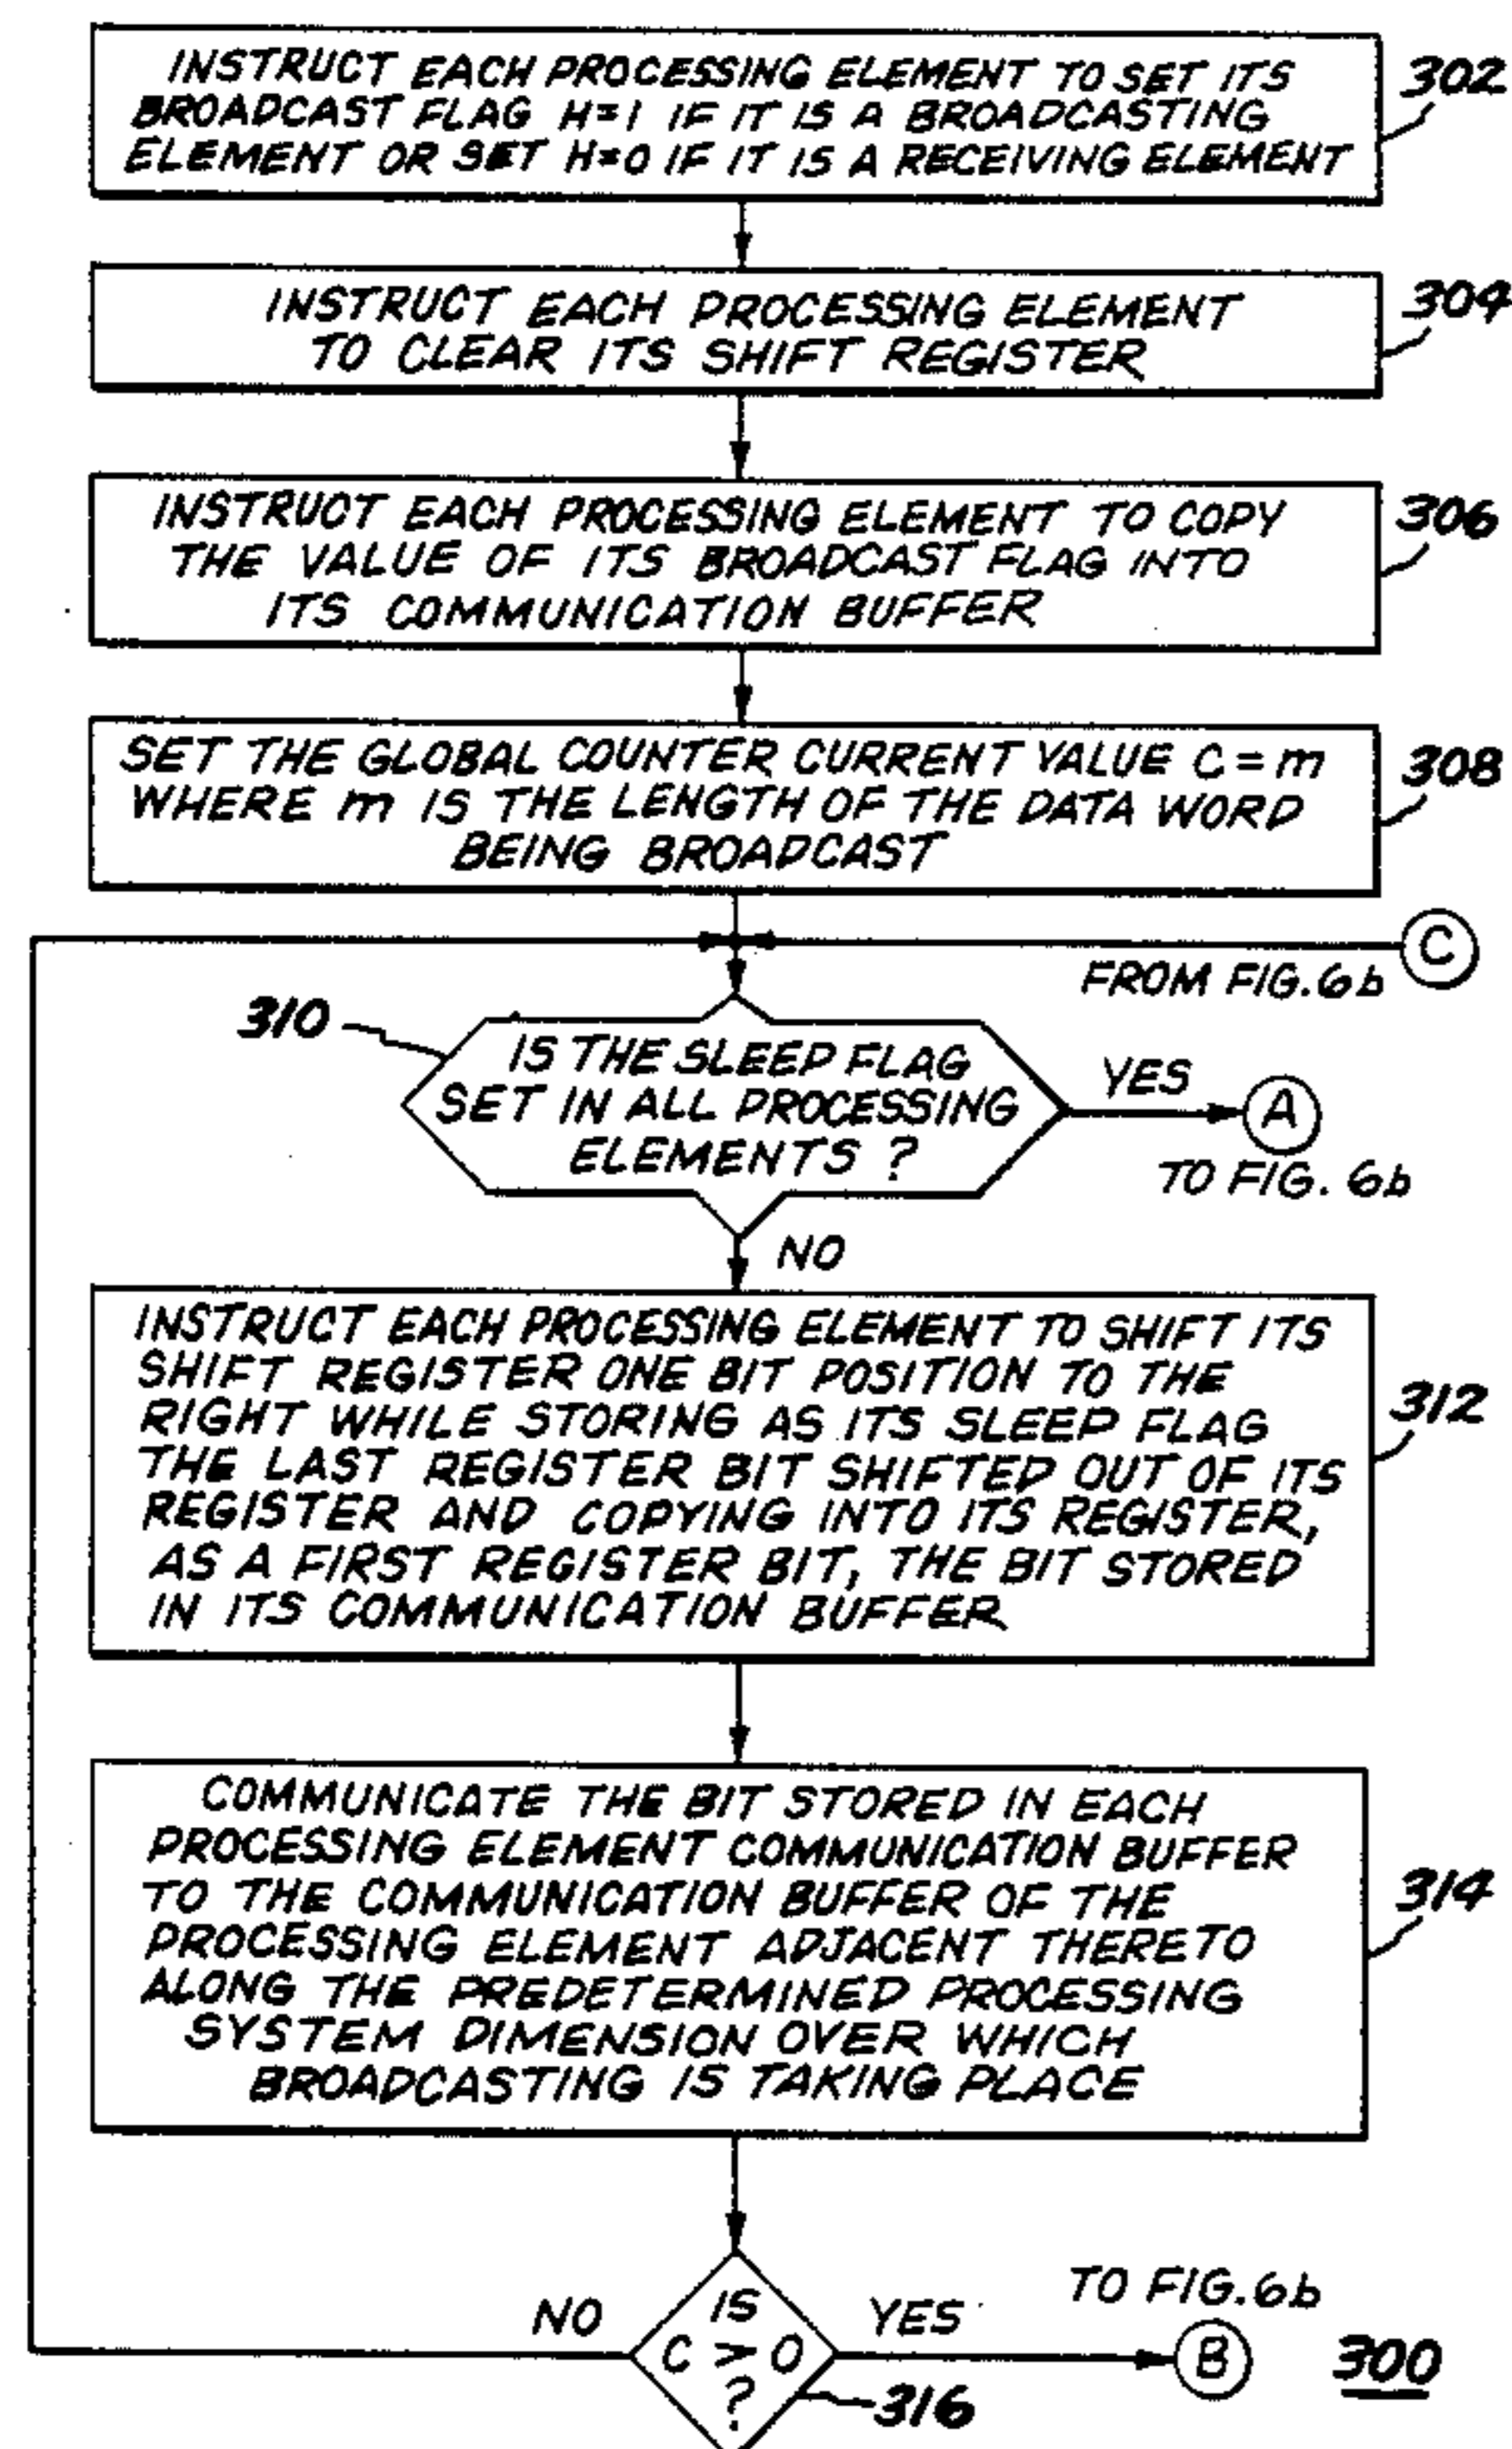 INSTRUCT EACH PROCESSING ELEMENT TO SET ITS
BROADCAST FLAG H=1 IF IT IS A BROADCASTING
ELEMENT OR SET H=0 IF IT IS A RECEIVING ELEMENT
302
INSTRUCT EACH PROCESSING ELEMENT
TO CLEAR ITS SHIFT REGISTER
304
INSTRUCT EACH PROCESSING ELEMENT TO COPY
THE VALUE OF ITS BROADCAST FLAG INTO
ITS COMMUNICATION BUFFER
306
SET THE GLOBAL COUNTER CURRENT VALUE C = m
WHERE m IS THE LENGTH OF THE DATA WORD
BEING BROADCAST
308
C
FROM FIG. 6b
310
IS THE SLEEP FLAG
SET IN ALL PROCESSING
ELEMENTS ?
YES
A
TO FIG. 6b
NO
INSTRUCT EACH PROCESSING ELEMENT TO SHIFT ITS
SHIFT REGISTER ONE BIT POSITION TO THE
RIGHT WHILE STORING AS ITS SLEEP FLAG
THE LAST REGISTER BIT SHIFTED OUT OF ITS
REGISTER AND COPYING INTO ITS REGISTER,
AS A FIRST REGISTER BIT, THE BIT STORED
IN ITS COMMUNICATION BUFFER
312
COMMUNICATE THE BIT STORED IN EACH
PROCESSING ELEMENT COMMUNICATION BUFFER
TO THE COMMUNICATION BUFFER OF THE
PROCESSING ELEMENT ADJACENT THERETO
ALONG THE PREDETERMINED PROCESSING
SYSTEM DIMENSION OVER WHICH
BROADCASTING IS TAKING PLACE
314
NO
IS
C > 0
?
YES
TO FIG. 6b
B
316
300